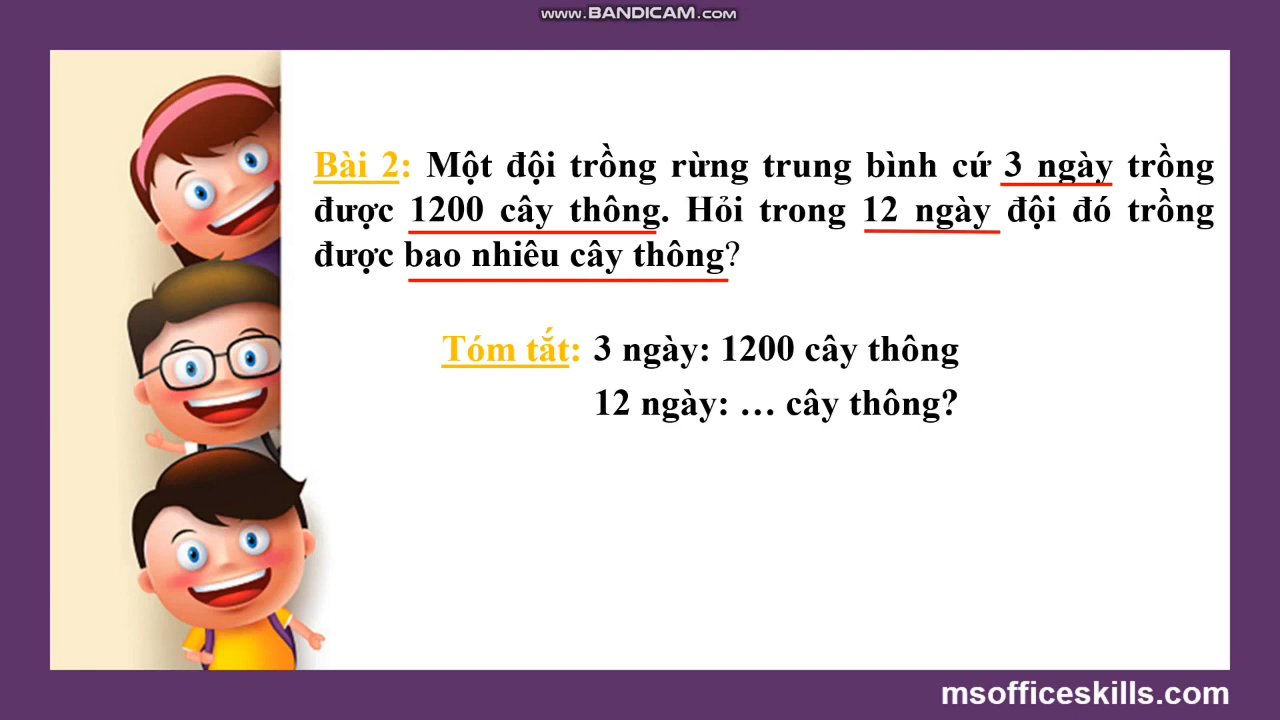 www.BANDICAM.com
Bài 2: Một đội trồng rừng trung bình cứ 3 ngày trồng
được 1200 cây thông. Hỏi trong 12 ngày đội đó trồng
được bao nhiêu cây thông?
Tóm tắt: 3 ngày: 1200 cây thông
12 ngày: … cây thông?
msofficeskills.com